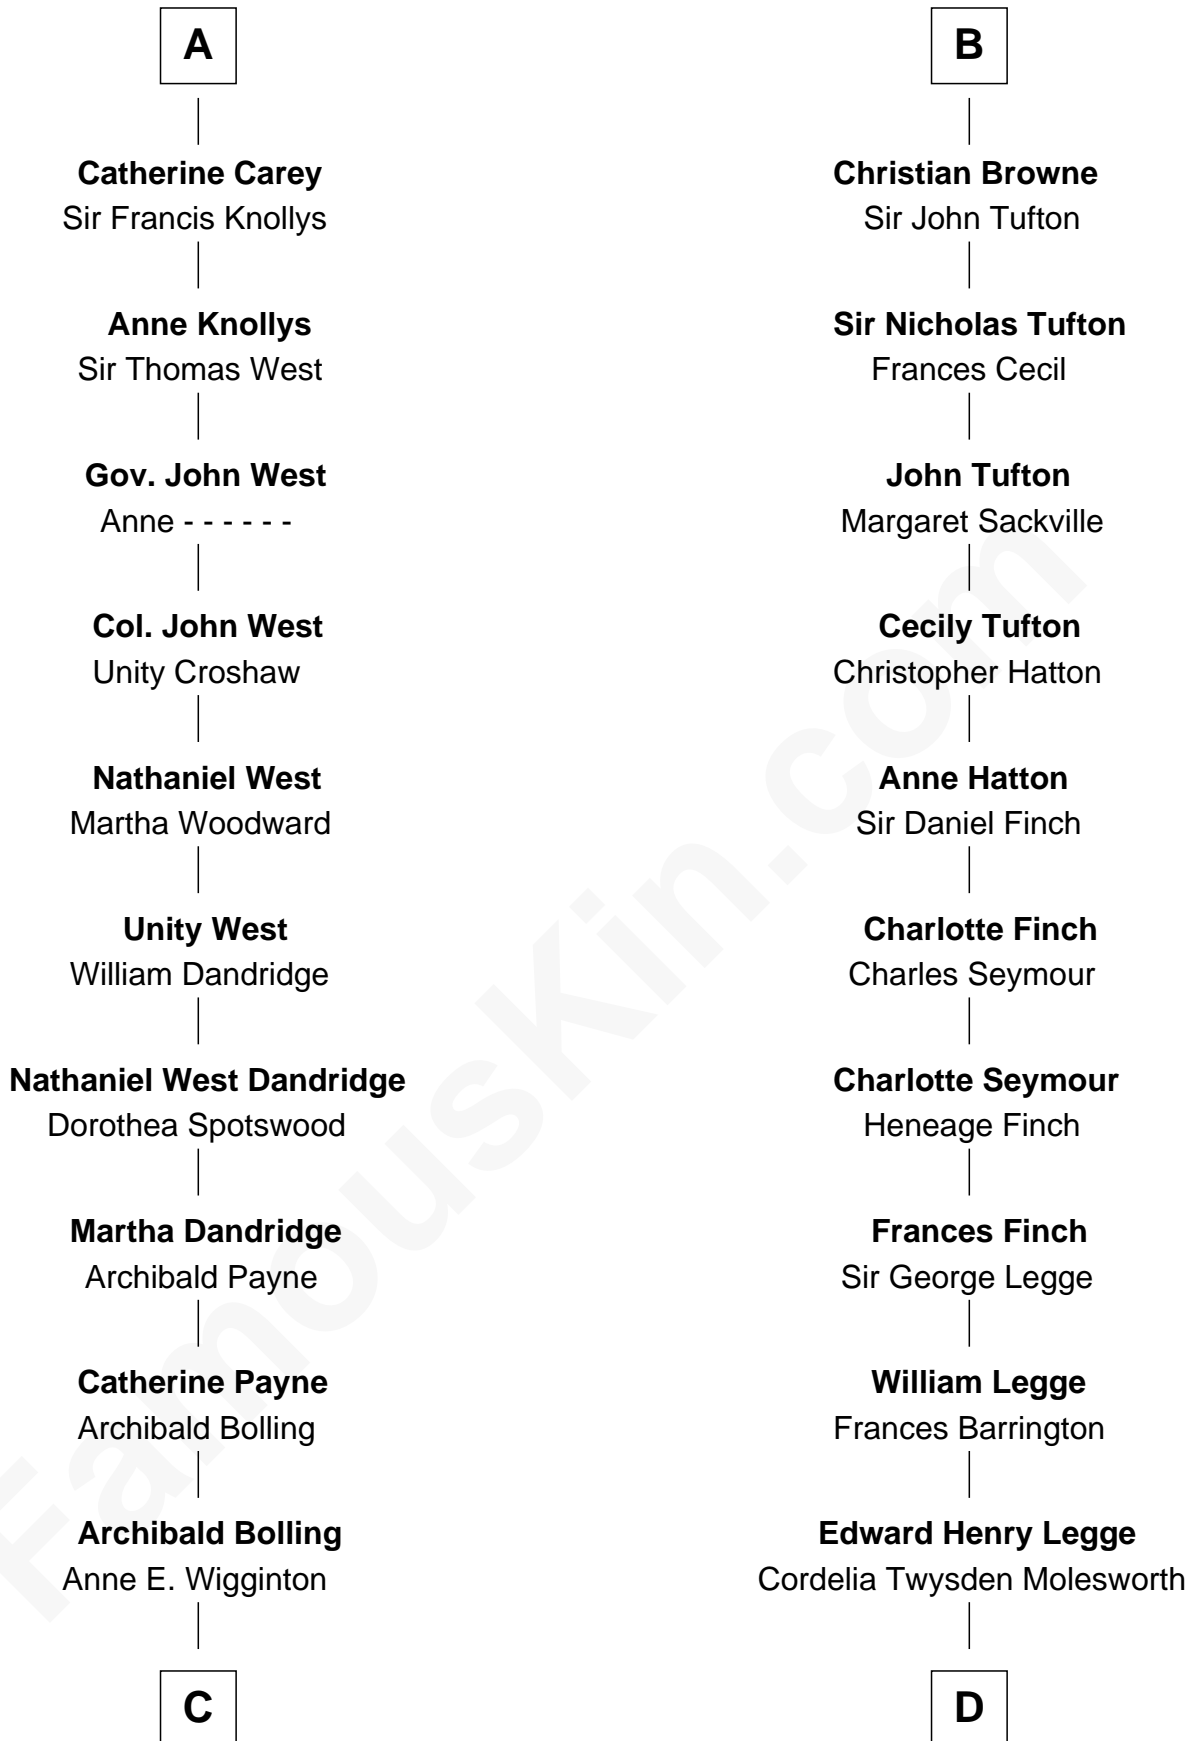 A
Catherine Carey
Sir Francis Knollys
Anne Knollys
Sir Thomas West
Gov. John West
Anne - - - - - -
Col. John West
Unity Croshaw
Nathaniel West
Martha Woodward
Unity West
William Dandridge
Nathaniel West Dandridge
Dorothea Spotswood
Martha Dandridge
Archibald Payne
Catherine Payne
Archibald Bolling
Archibald Bolling
Anne E. Wigginton
C
B
Christian Browne
Sir John Tufton
Sir Nicholas Tufton
Frances Cecil
John Tufton
Margaret Sackville
Cecily Tufton
Christopher Hatton
Anne Hatton
Sir Daniel Finch
Charlotte Finch
Charles Seymour
Charlotte Seymour
Heneage Finch
Frances Finch
Sir George Legge
William Legge
Frances Barrington
Edward Henry Legge
Cordelia Twysden Molesworth
D
FamousKin.com